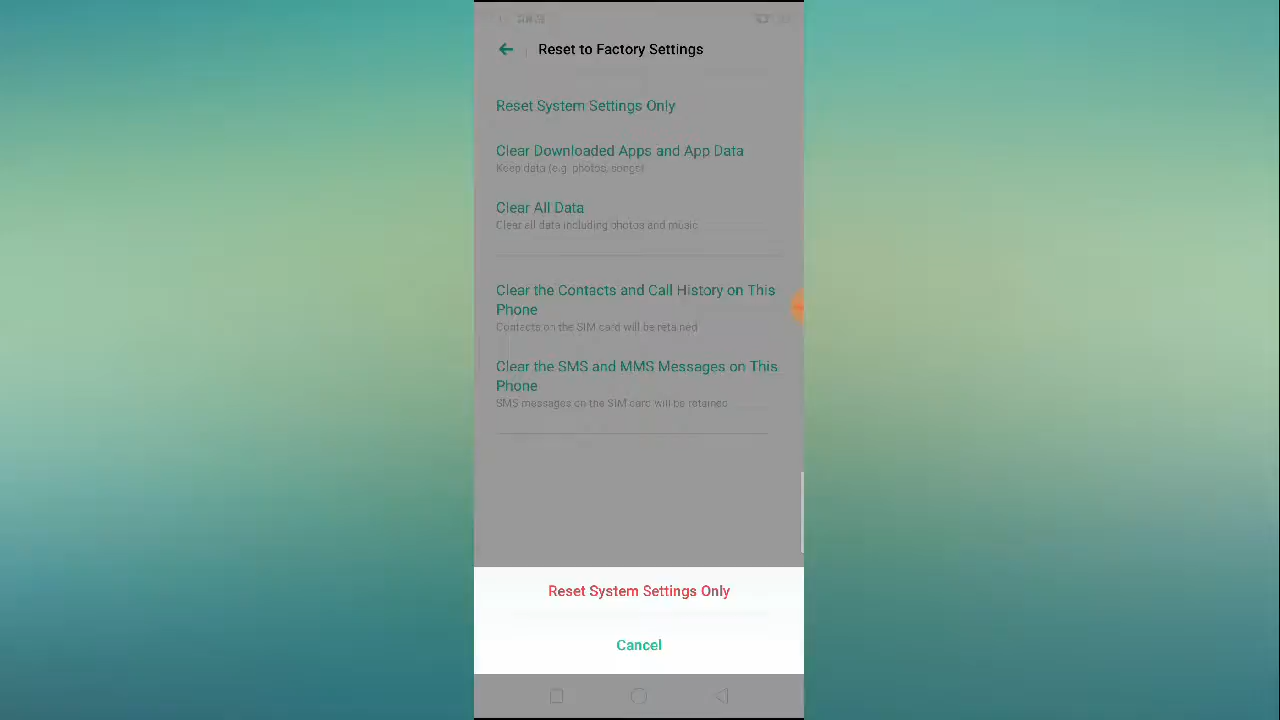 Reset to Factory Settings
Reset System Settings Only
Clear Downloaded Apps and App Data
Keep data (e.g. photos, songs)
Clear All Data
Clear all data including photos and music
Clear the Contacts and Call History on This
Phone
Contacts on the SIM card will be retained
Clear the SMS and MMS Messages on This
Phone
SMS messages on the SIM card will be retained
Reset System Settings Only
Cancel